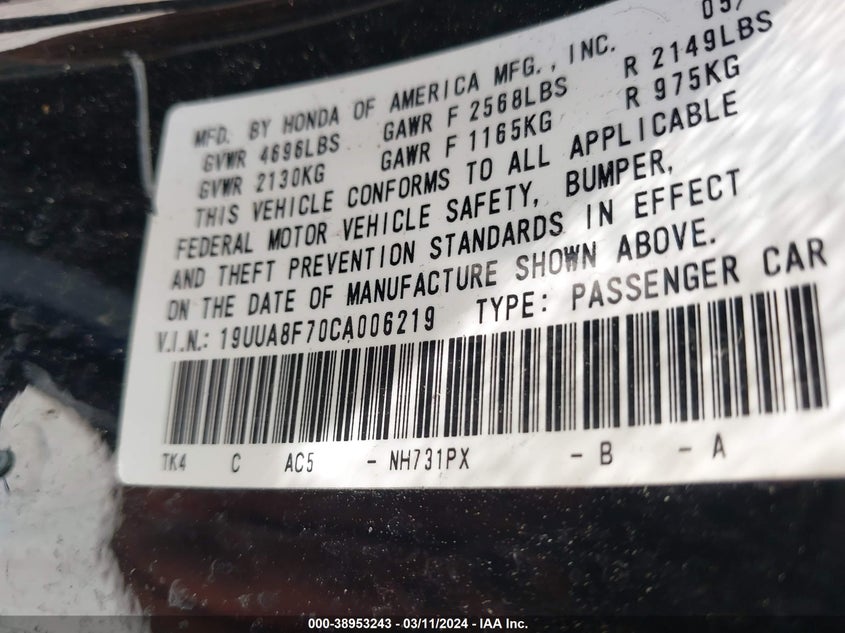 MFD. BY HONDA OF AMERICA MFG., INC.
GVWR 4696LBS GAWR F 2568LBS R 2149LBS
GVWR 2130KG GAWR F 1165KG R 975KG
THIS VEHICLE CONFORMS TO ALL APPLICABLE
FEDERAL MOTOR VEHICLE SAFETY, BUMPER,
AND THEFT PREVENTION STANDARDS IN EFFECT
ON THE DATE OF MANUFACTURE SHOWN ABOVE.
V.I.N.: 19UUA8F70CA006219 TYPE: PASSENGER CAR
TK4 C AC5 - NH731PX - B - A
000-38953243 - 03/11/2024 - IAA Inc.